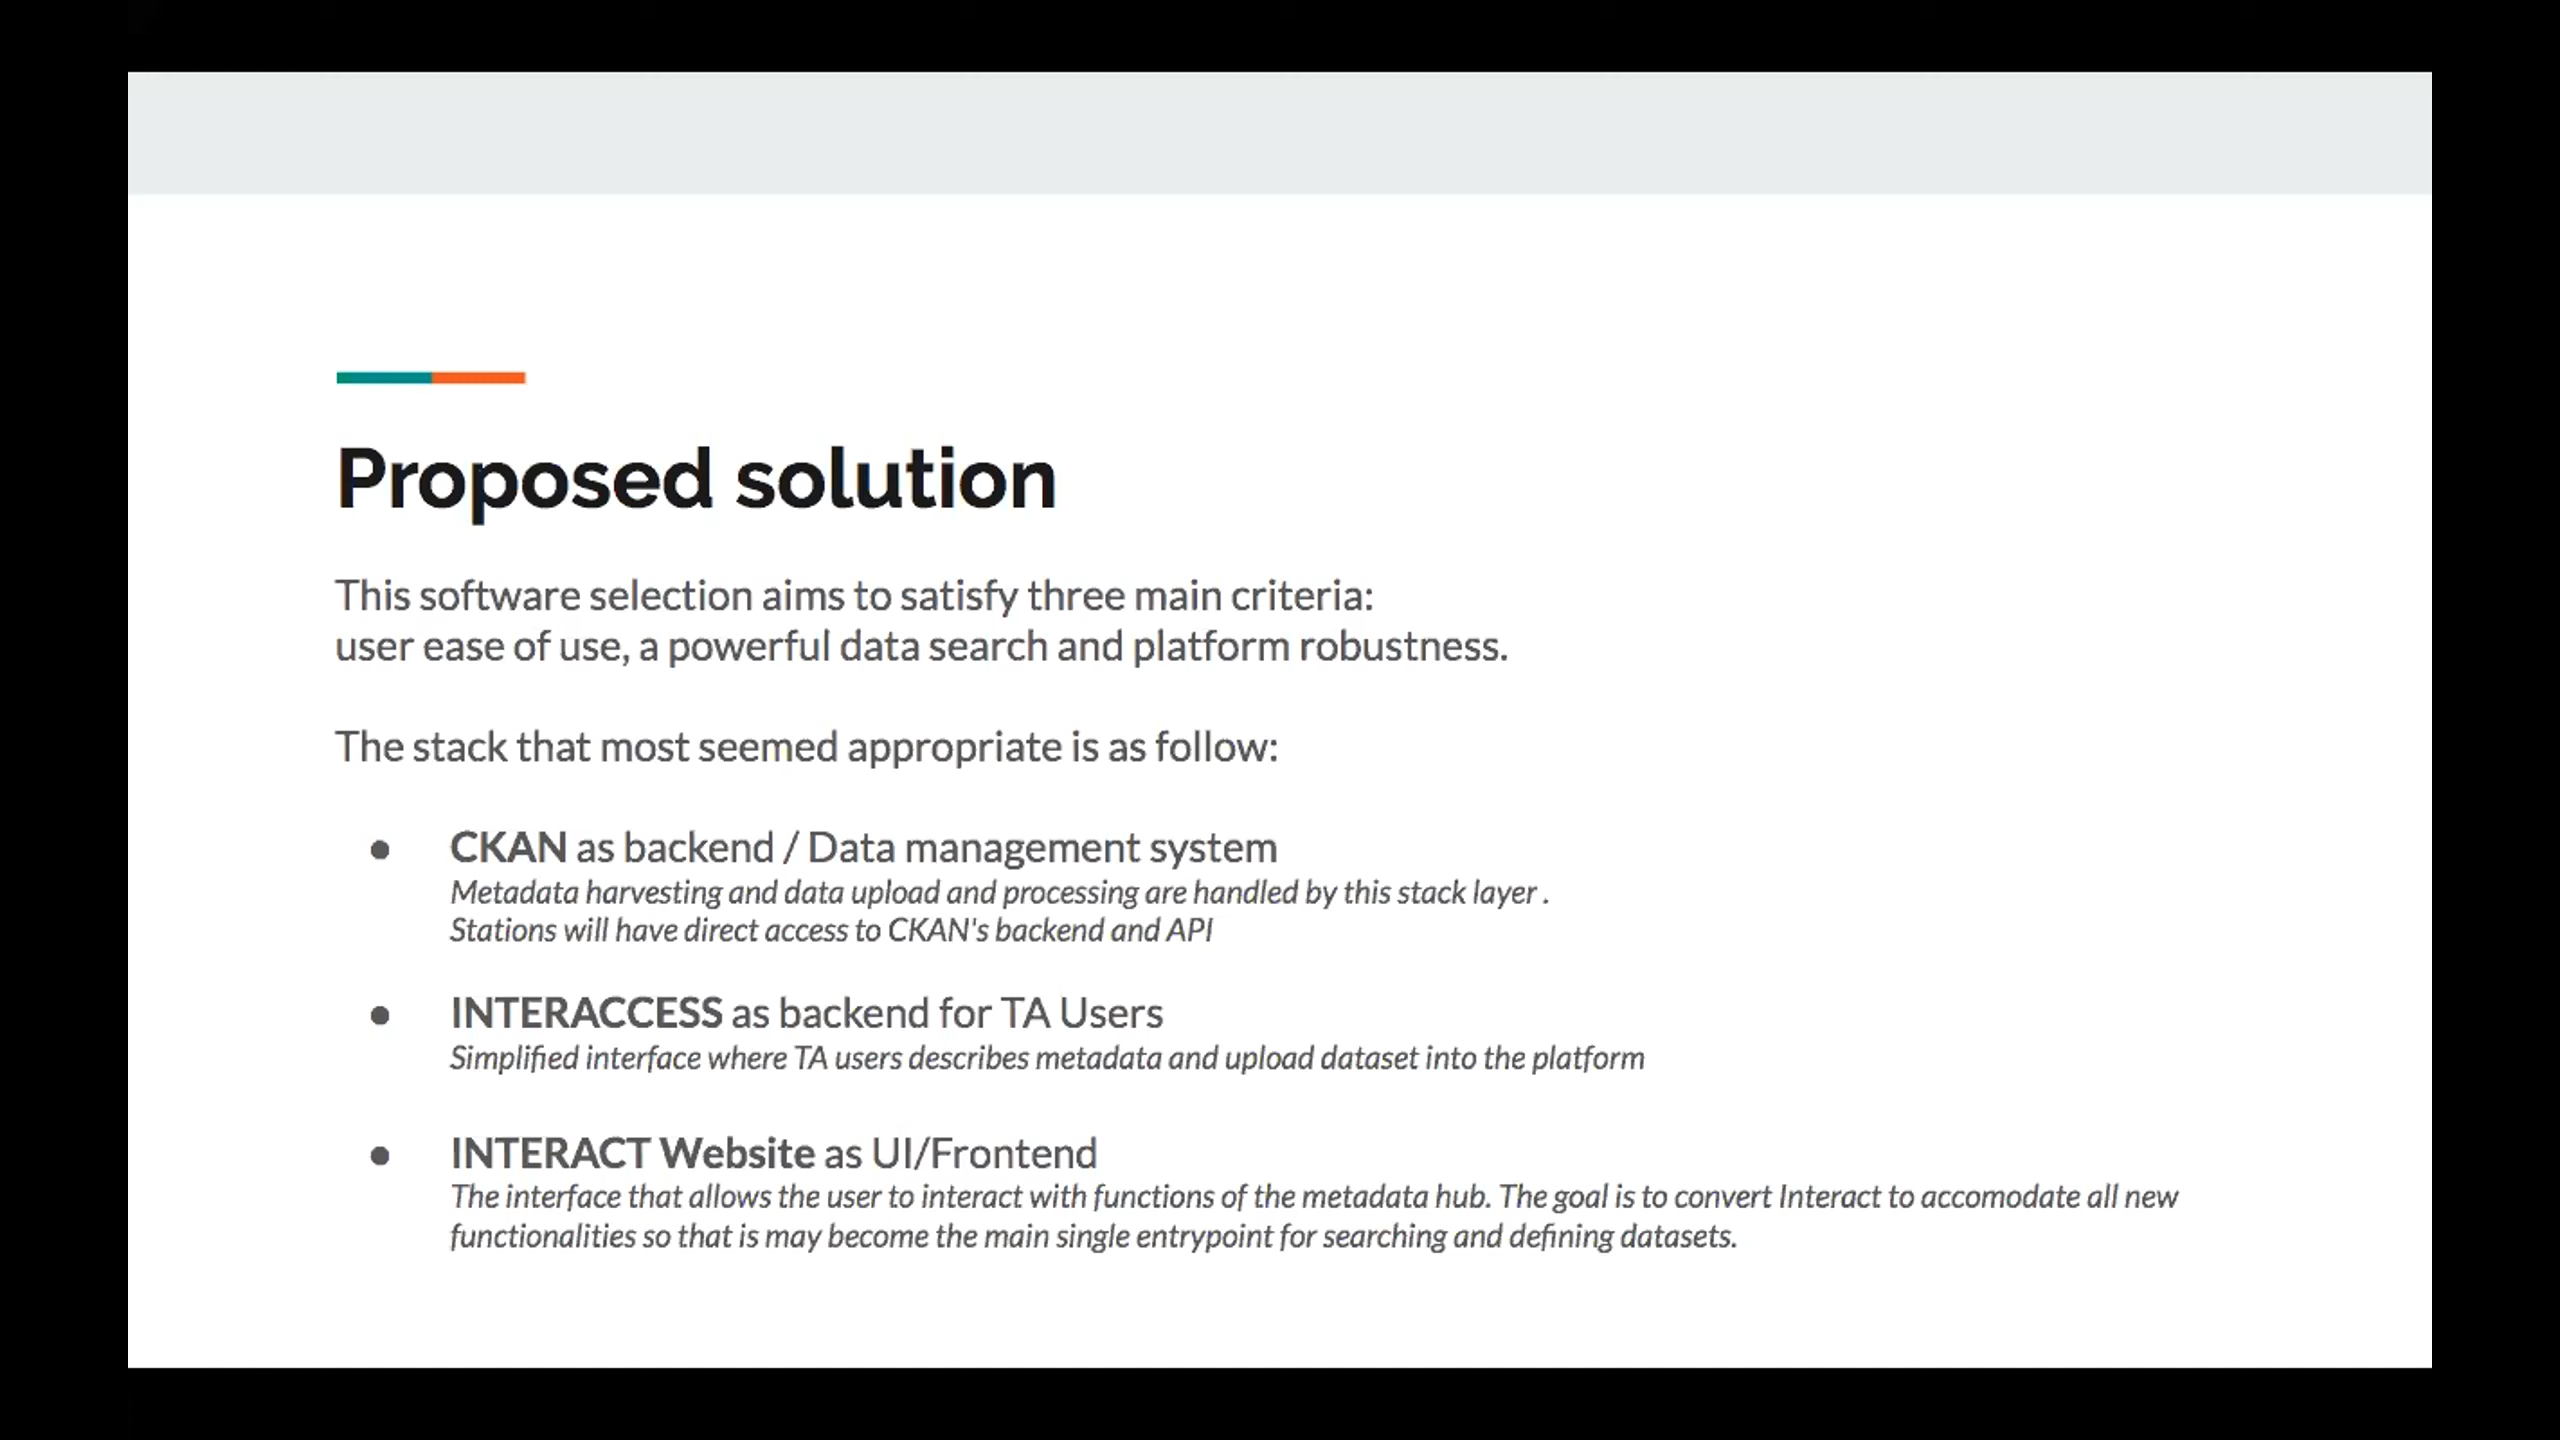 Proposed solution
This software selection aims to satisfy three main criteria:
user ease of use, a powerful data search and platform robustness.
The stack that most seemed appropriate is as follow:
● CKAN as backend / Data management system
Metadata harvesting and data upload and processing are handled by this stack layer .
Stations will have direct access to CKAN's backend and API
● INTERACCESS as backend for TA Users
Simplified interface where TA users describes metadata and upload dataset into the platform
● INTERACT Website as UI/Frontend
The interface that allows the user to interact with functions of the metadata hub. The goal is to convert Interact to accomodate all new
functionalities so that is may become the main single entrypoint for searching and defining datasets.